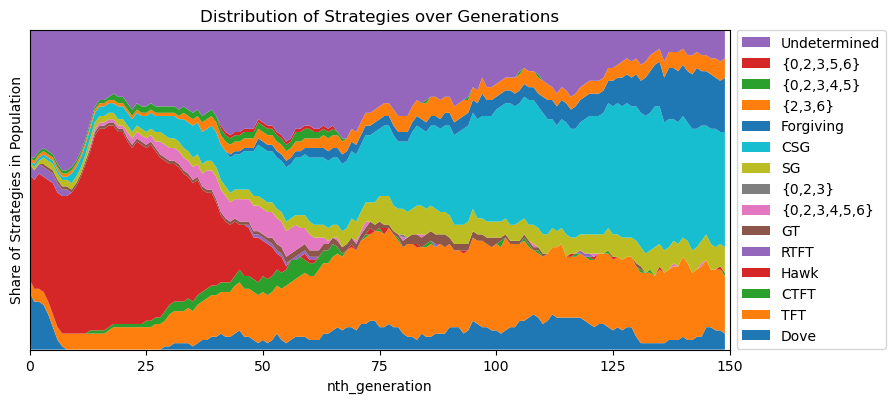 Distribution of Strategies over Generations
Share of Strategies in Population
0
25
50
75
100
125
150
nth_generation
Undetermined
{0,2,3,5,6}
{0,2,3,4,5}
{2,3,6}
Forgiving
CSG
SG
{0,2,3}
{0,2,3,4,5,6}
GT
RTFT
Hawk
CTFT
TFT
Dove